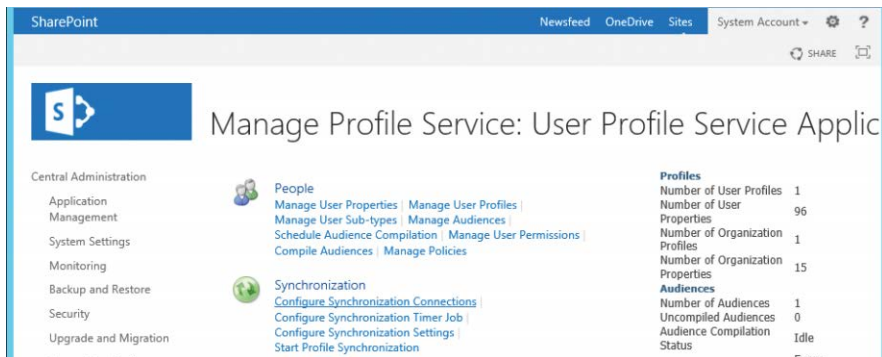 SharePoint
Newsfeed OneDrive Sites System Account ?
SHARE
S
Manage Profile Service: User Profile Service Applic
Central Administration
Application
Management
System Settings
Monitoring
Backup and Restore
Security
Upgrade and Migration
People
Manage User Properties | Manage User Profiles |
Manage User Sub-types | Manage Audiences |
Schedule Audience Compilation | Manage User Permissions |
Compile Audiences | Manage Policies
Synchronization
Configure Synchronization Connections |
Configure Synchronization Timer Job |
Configure Synchronization Settings |
Start Profile Synchronization
Profiles
Number of User Profiles 1
Number of User
Properties 96
Number of Organization
Profiles 1
Number of Organization
Properties 15
Audiences
Number of Audiences 1
Uncompiled Audiences 0
Audience Compilation
Status Idle